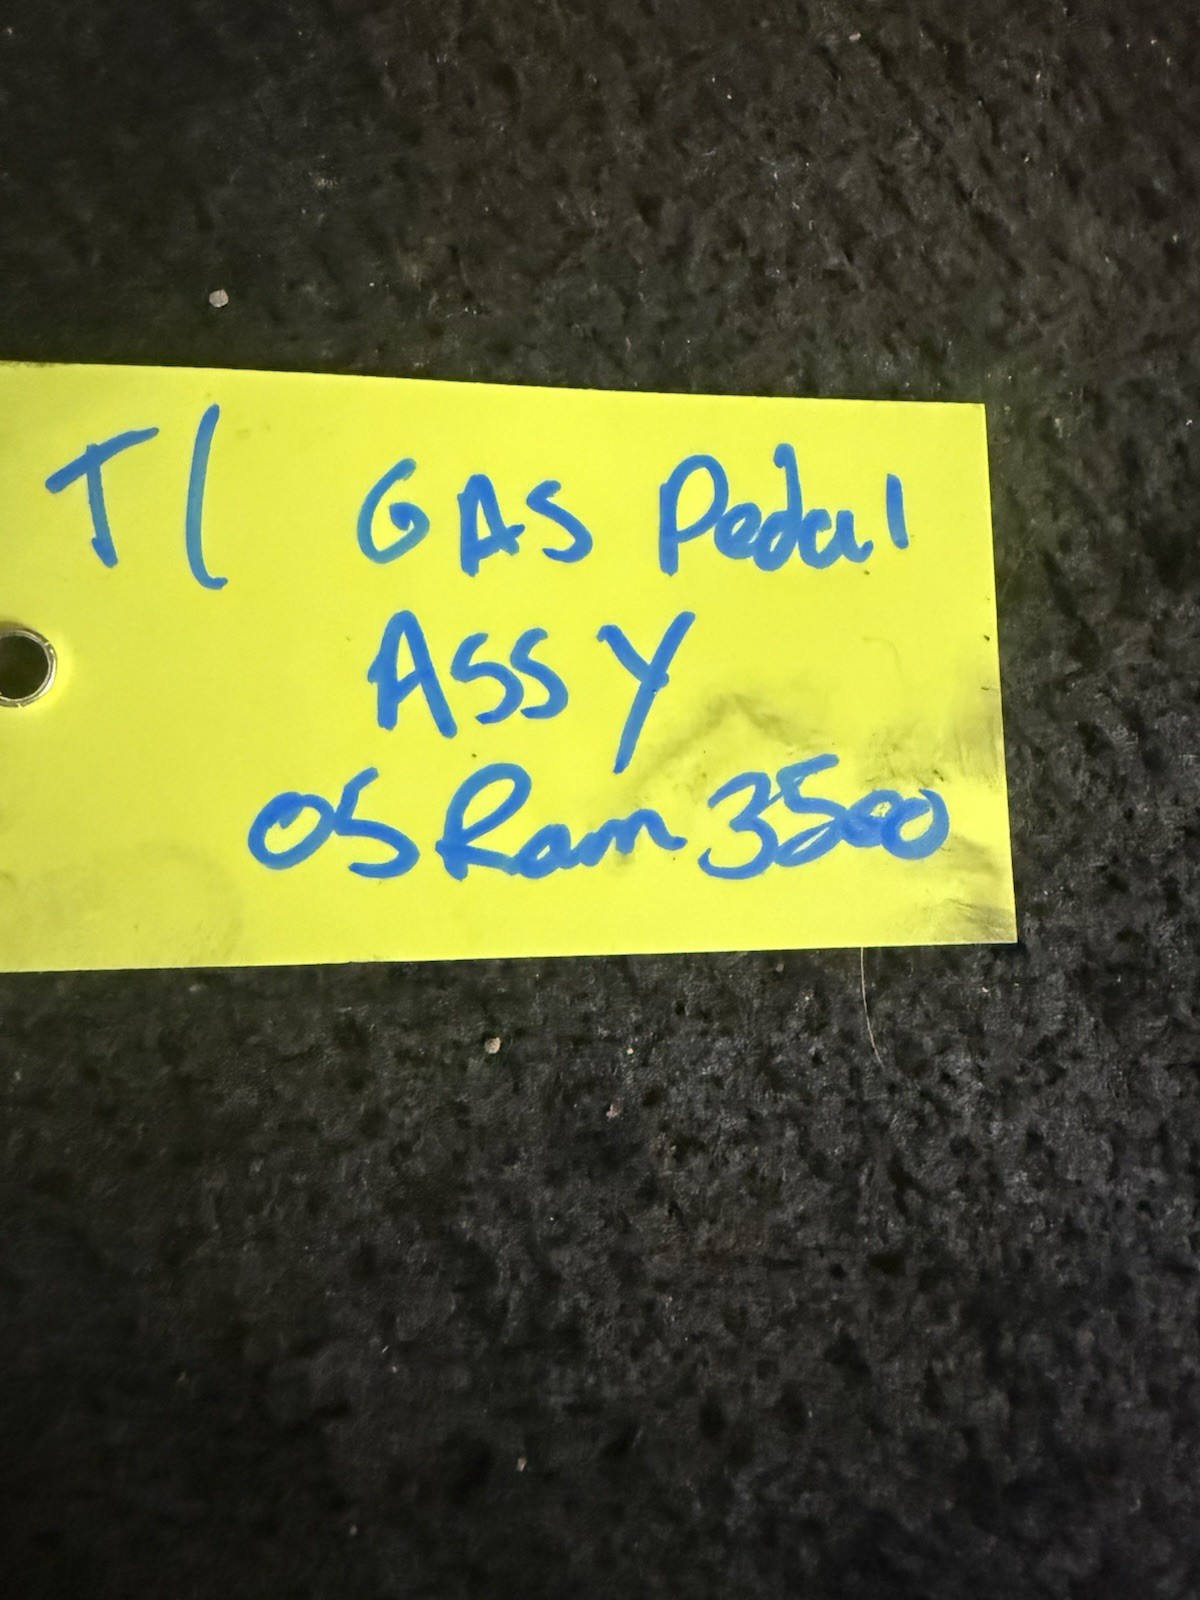 T( GAS Pedal
ASSY
05 Ram 3500